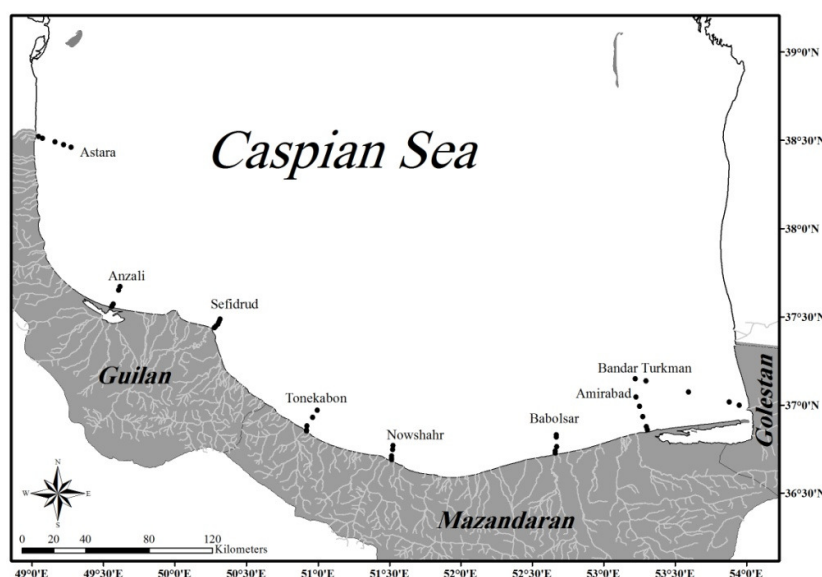 39°0'N
Caspian Sea
38°30'N
Astara
38°0'N
Anzali
Sefidrud
37°30'N
Guilan
Bandar Turkman
Golestan
Tonekabon
Amirabad
37°0'N
Nowshahr
Babolsar
36°30'N
Mazandaran
N
W
E
S
0 20 40 80 120
Kilometers
49°0'E 49°30'E 50°0'E 50°30'E 51°0'E 51°30'E 52°0'E 52°30'E 53°0'E 53°30'E 54°0'E